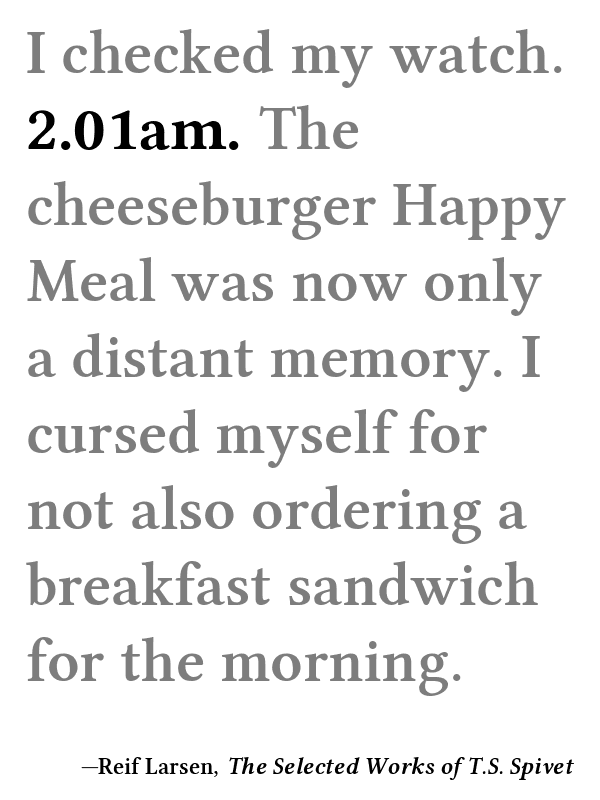 I checked my watch.
2.01am. The
cheeseburger Happy
Meal was now only
a distant memory. I
cursed myself for
not also ordering a
breakfast sandwich
for the morning.
—Reif Larsen, The Selected Works of T.S. Spivet